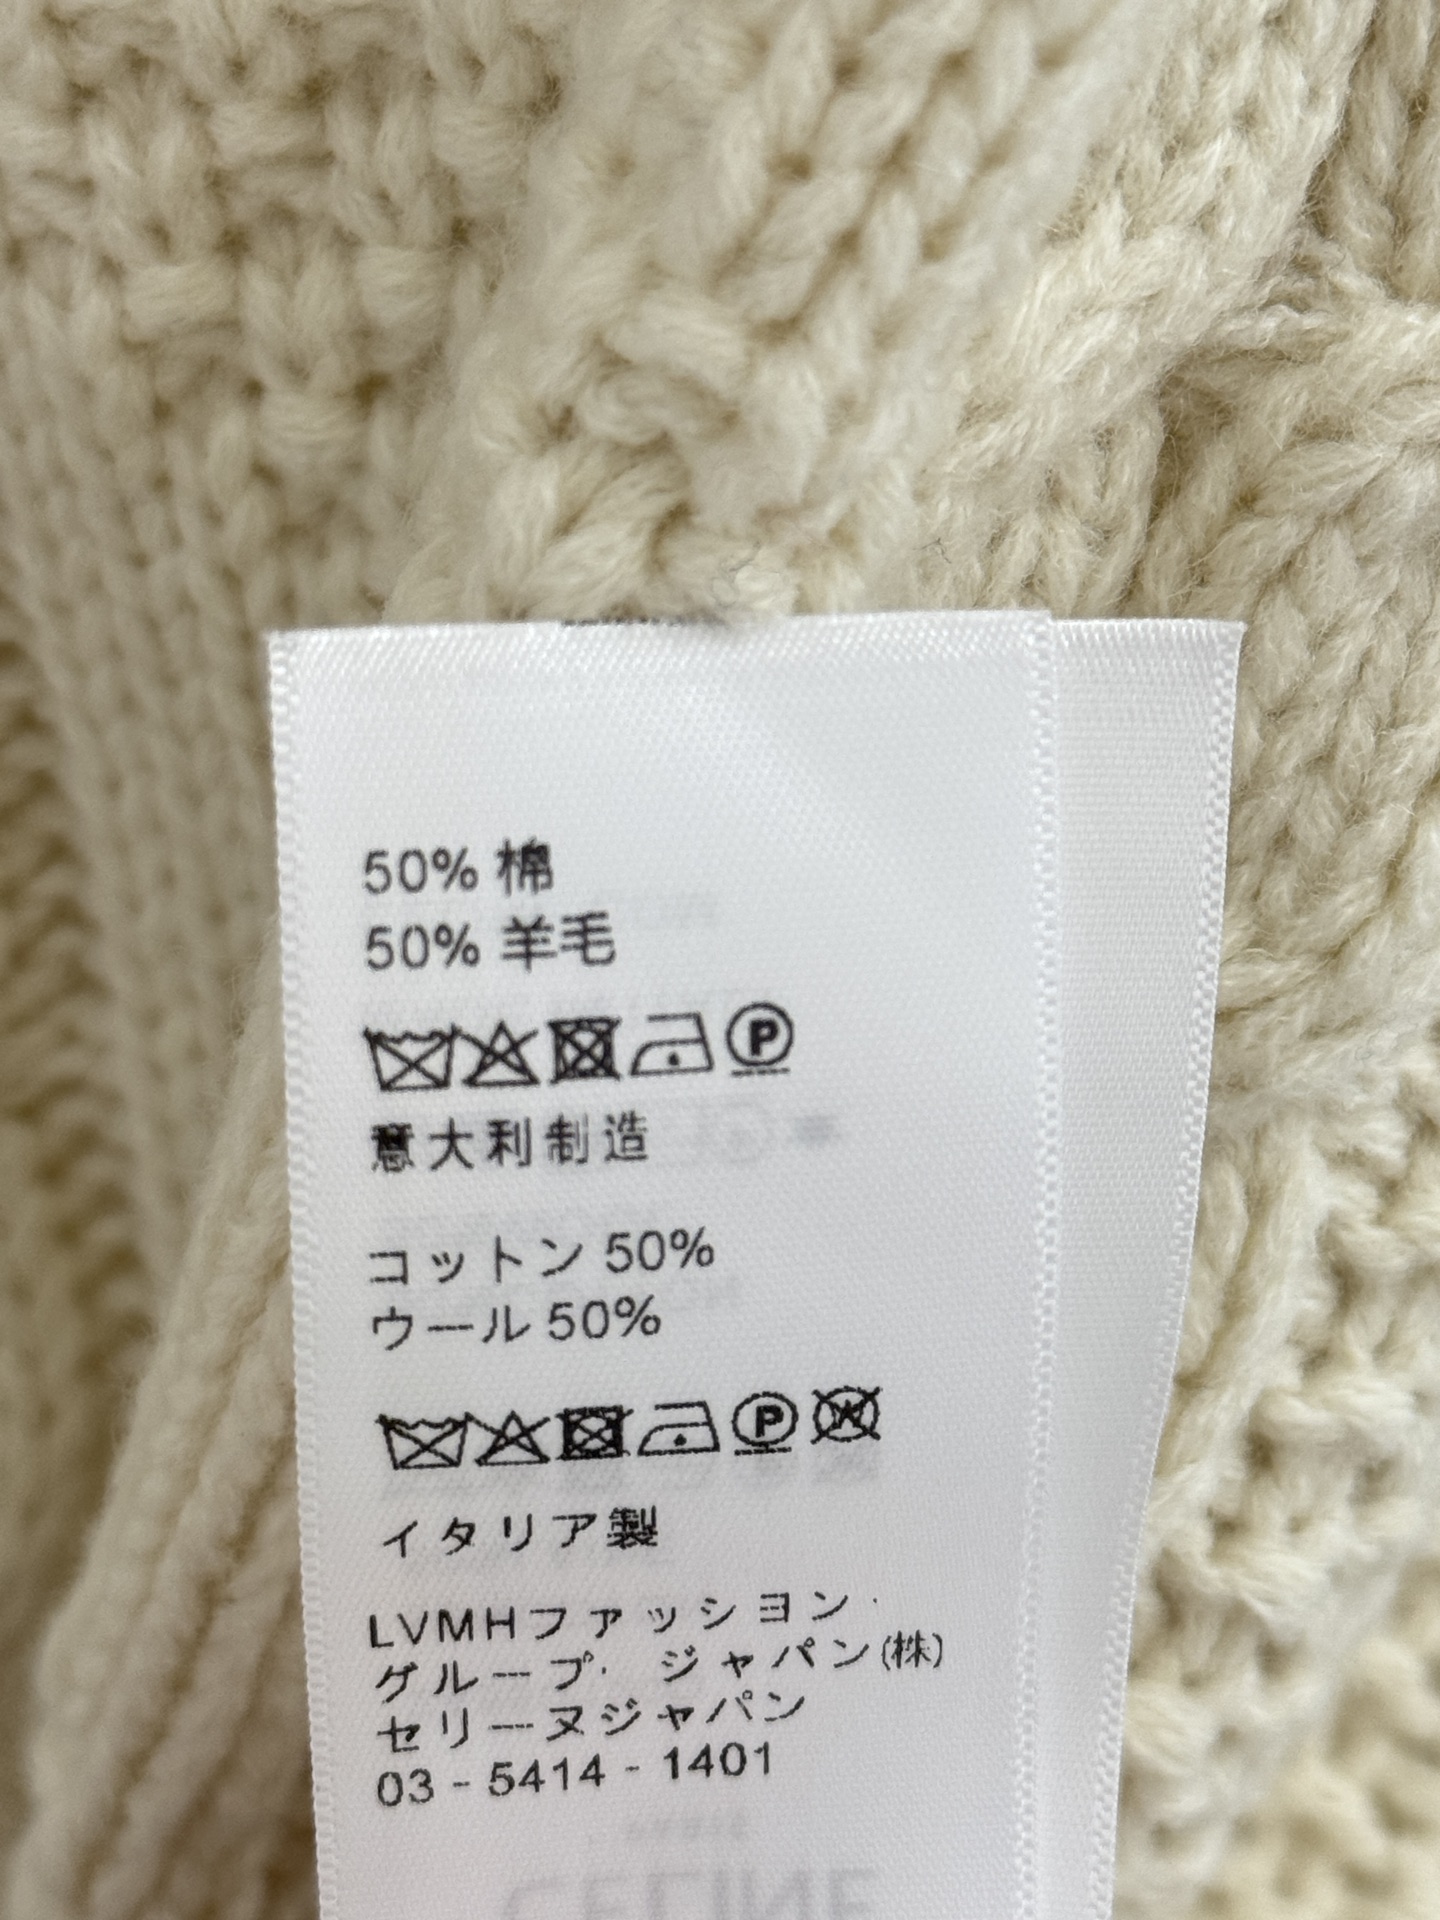 50% 棉
50% 羊毛
P
意大利制造
コットン 50%
ウール 50%
P W
イタリア製
LVMHファッション・
グループ・ ジャパン(株)
セリーヌジャパン
03 - 5414 - 1401
CELINE